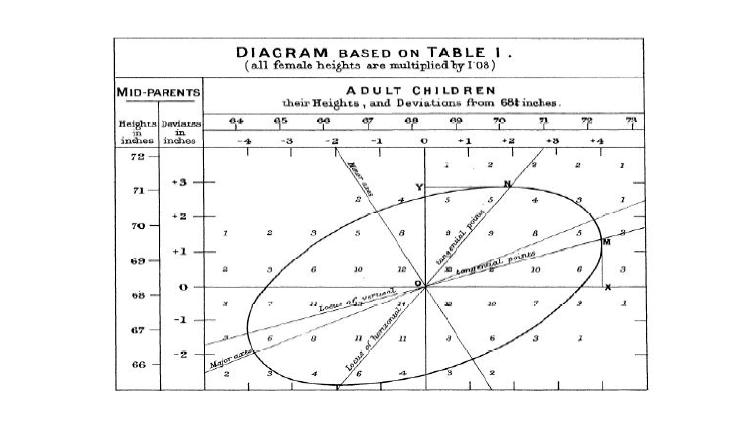 DIAGRAM BASED ON TABLE I.
(all female heights are multiplied by 1·08)
MID-PARENTS
ADULT CHILDREN
their Heights, and Deviations from 68¼ inches.
Heights in inches
Deviates in inches
64 65 66 67 68 69 70 71 72 73
-4 -3 -2 -1 0 +1 +2 +3 +4
72
1 2 2 2 1
Minor axis
71 +3
Y N
2 4 5 5 4 3 1
+2
70
1 2 3 5 8 9 9 8 5 3
tangential points
M
69 +1
2 3 6 10 12 12 10 6 3
tangential points
0 O X
68
3 7 11 13 10 7 3 1
Locus of vertical
-1
67
3 6 8 11 11 8 6 3 1
Locus of horizontal
-2
Major axis
66
2 3 4 6 4 3 2